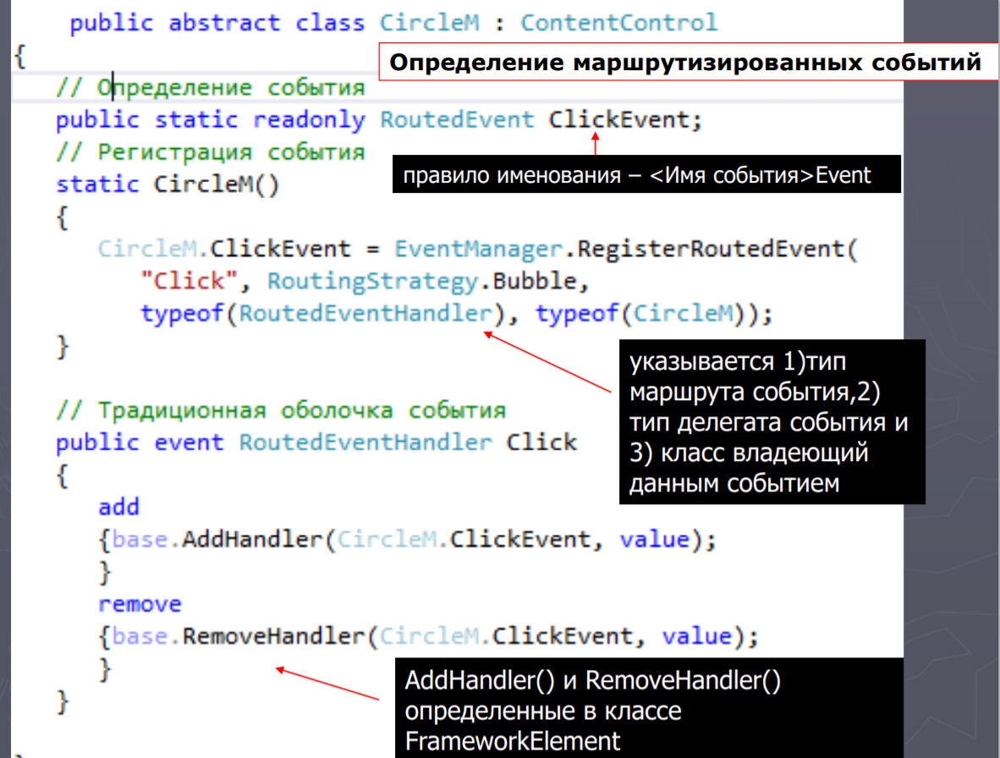 public abstract class CircleM : ContentControl
{
Определение маршрутизированных событий
// Определение события
public static readonly RoutedEvent ClickEvent;
// Регистрация события
правило именования – <Имя события>Event
static CircleM()
{
CircleM.ClickEvent = EventManager.RegisterRoutedEvent(
"Click", RoutingStrategy.Bubble,
typeof(RoutedEventHandler), typeof(CircleM));
}
указывается 1)тип
маршрута события,2)
тип делегата события и
3) класс владеющий
данным событием
// Традиционная оболочка события
public event RoutedEventHandler Click
{
add
{base.AddHandler(CircleM.ClickEvent, value);
}
remove
{base.RemoveHandler(CircleM.ClickEvent, value);
}
}
AddHandler() и RemoveHandler()
определенные в классе
FrameworkElement